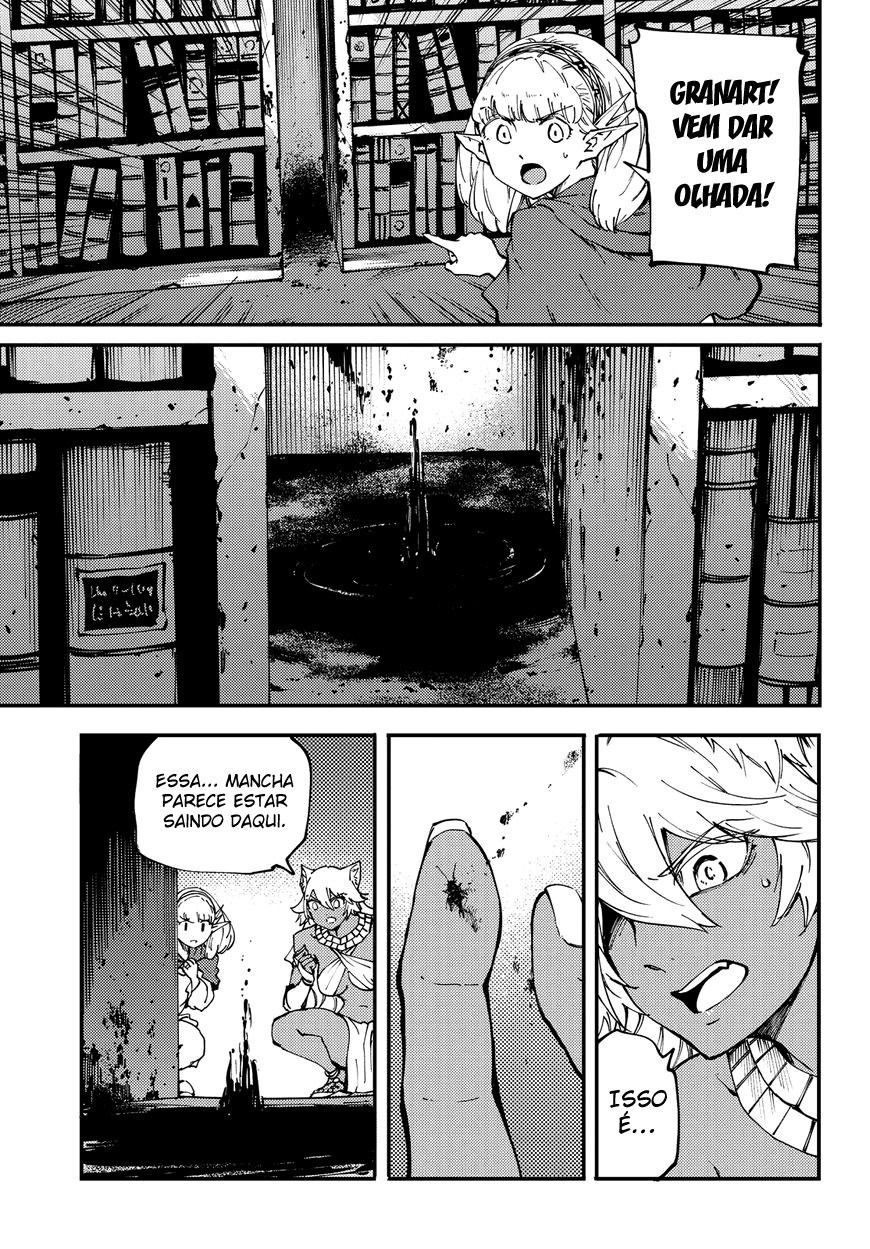 GRANART!
VEM DAR
UMA
OLHADA!
ISSO
É...
ESSA... MANCHA
PARECE ESTAR
SAINDO DAQUI.